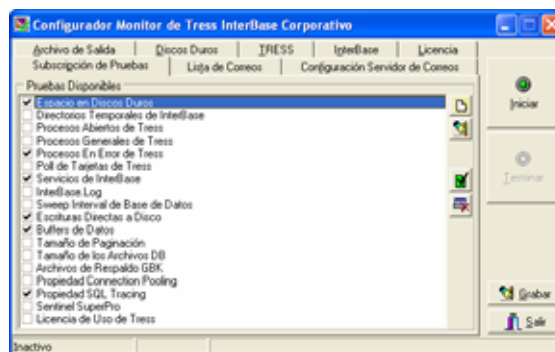 Configurador Monitor de Tress InterBase Corporativo
Archivo de Salida
Discos Duros
TRESS
InterBase
Licencia
Subscripción de Pruebas
Lista de Correos
Configuración Servidor de Correos
Pruebas Disponibles
Espacio en Discos Duros
Directorios Temporales de InterBase
Procesos Abiertos de Tress
Procesos Generales de Tress
Procesos En Error de Tress
Poll de Tarjetas de Tress
Servicios de InterBase
InterBase.Log
Sweep Interval de Base de Datos
Escrituras Directas a Disco
Buffers de Datos
Tamaño de Paginación
Tamaño de los Archivos DB
Archivos de Respaldo GBK
Propiedad Connection Pooling
Propiedad SQL Tracing
Sentinel SuperPro
Licencia de Uso de Tress
Iniciar
Terminar
Grabar
Salir
Inactivo